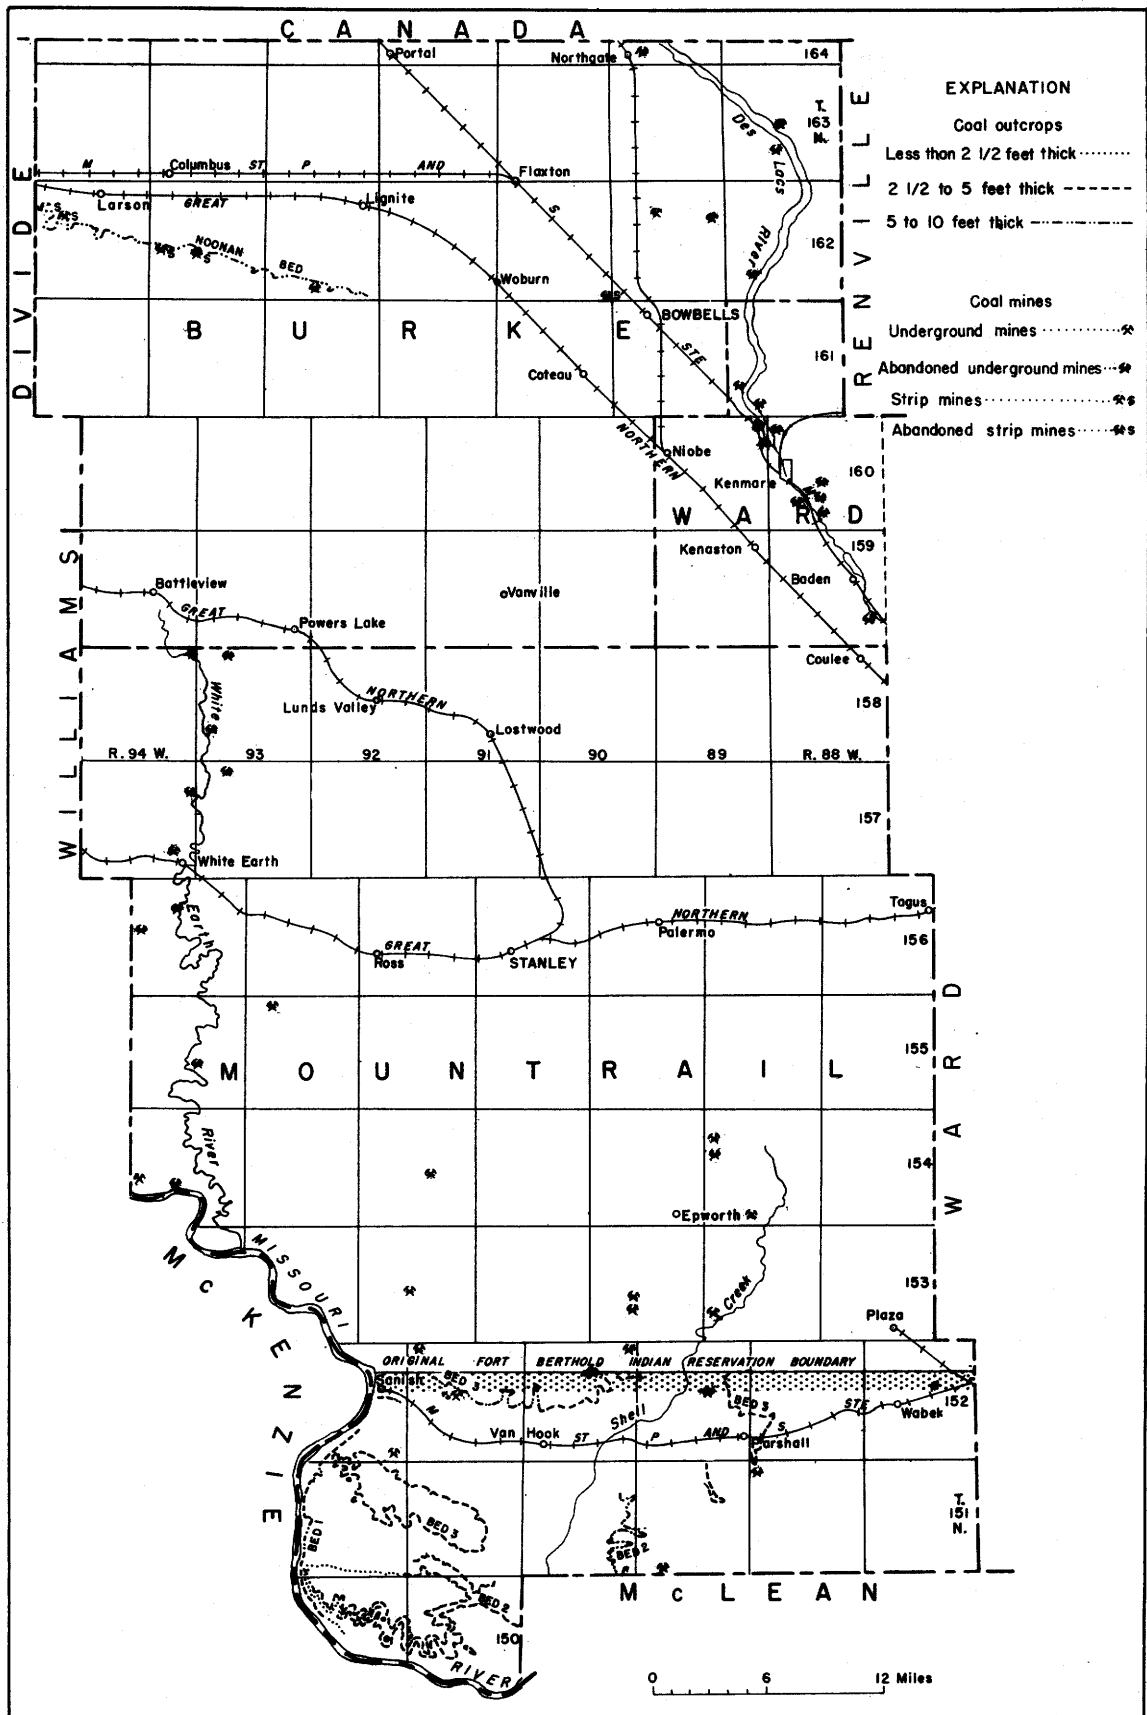 CANADA
Portal
Northgate
164
EXPLANATION
Coal outcrops
Less than 2 1/2 feet thick
2 1/2 to 5 feet thick
5 to 10 feet thick
Coal mines
Underground mines
Abandoned underground mines
Strip mines
S
Abandoned strip mines
S
T.
163
N.
Des Lacs River
RENVILLE
DIVIDE
M ST P AND S STE
Columbus
Flaxton
Larson
GREAT
Lignite
S
S
NOONAN BED
S
S
162
Woburn
S
BOWBELLS
BURKE
161
Coteau
NORTHERN
Niobe
Kenmare
160
WARD
159
Kenaston
Baden
WILLIAMS
Battleview
GREAT
Vanville
Powers Lake
Coulee
White
NORTHERN
Lunds Valley
158
Lostwood
R. 94 W.
93
92
91
90
89
R. 88 W.
157
White Earth
Earth
NORTHERN
Tagus
Palermo
156
GREAT
Ross
STANLEY
WARD
155
MOUNTRAIL
River
154
Epworth
McKENZIE
MISSOURI
153
Creek
Plaza
ORIGINAL FORT BERTHOLD INDIAN RESERVATION BOUNDARY
Sanish
BED 3
BED 3
152
M ST P AND S STE
Wabek
Shell
Van Hook
Parshall
T.
151
N.
BED 1
BED 3
BED 2
McLEAN
BED 2
150
RIVER
0 6 12 Miles